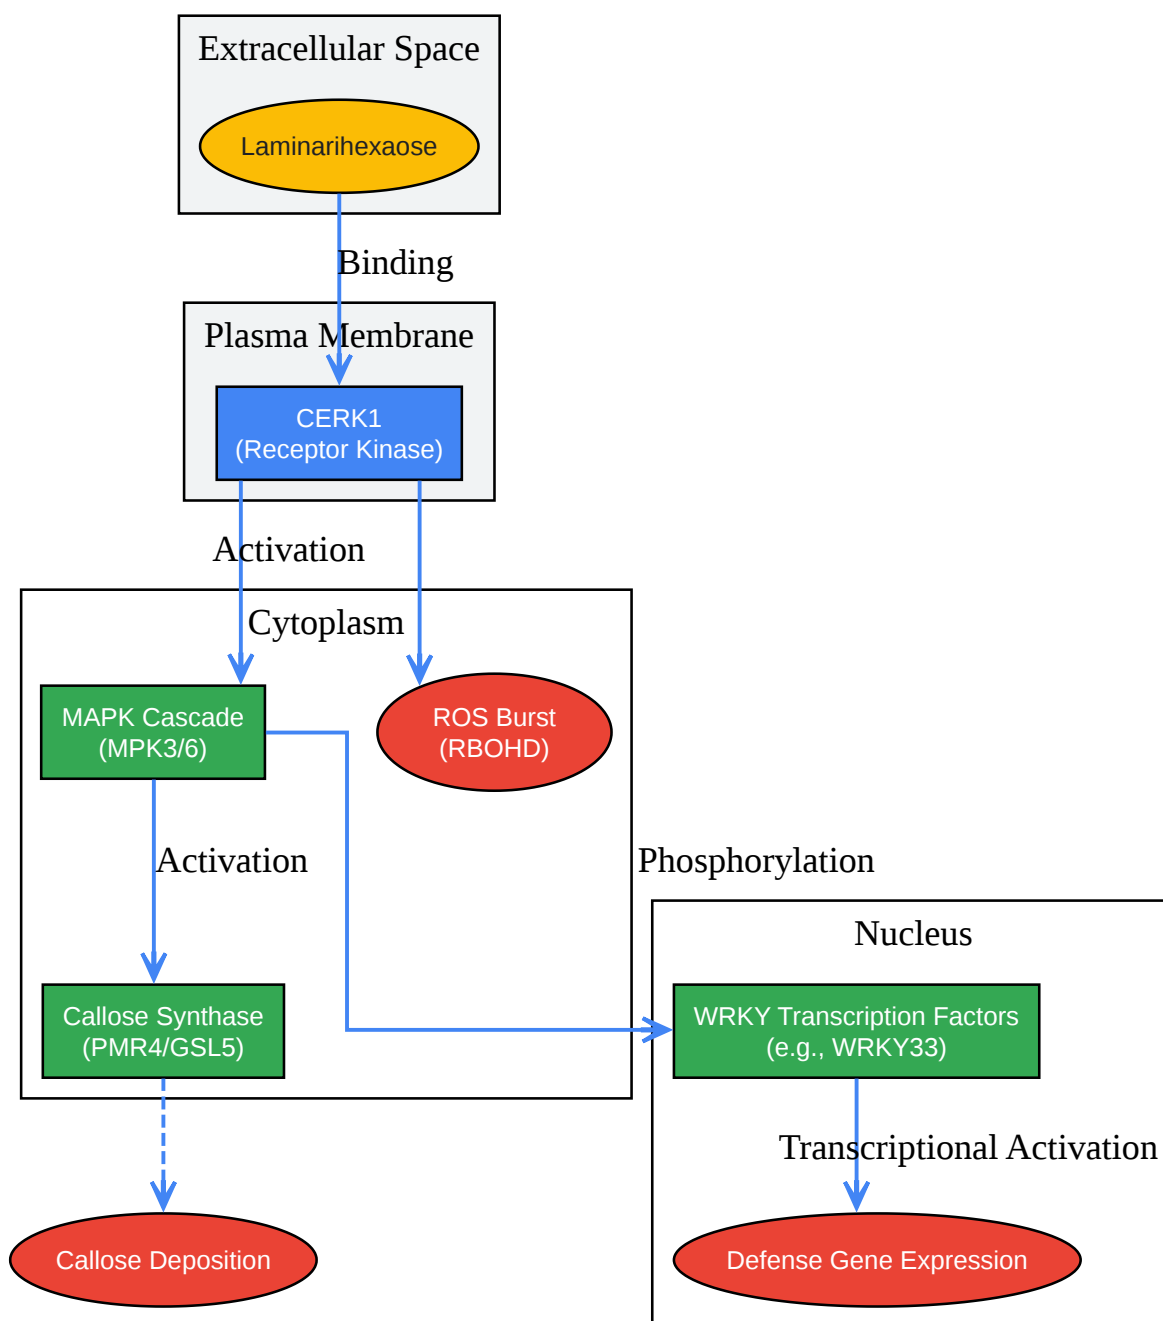 Extracellular Space
Laminarihexaose
Binding
Plasma Membrane
CERK1
(Receptor Kinase)
Activation
Cytoplasm
MAPK Cascade
(MPK3/6)
ROS Burst
(RBOHD)
Activation
Phosphorylation
Nucleus
Callose Synthase
(PMR4/GSL5)
WRKY Transcription Factors
(e.g., WRKY33)
Transcriptional Activation
Callose Deposition
Defense Gene Expression